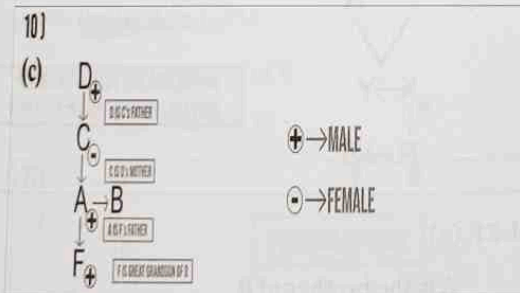 10)
(c)
D +
D IS C's FATHER
C -
+ → MALE
C IS B's MOTHER
A → B
- → FEMALE
+
A IS F's FATHER
F +
F IS GREAT GRANDSON OF D